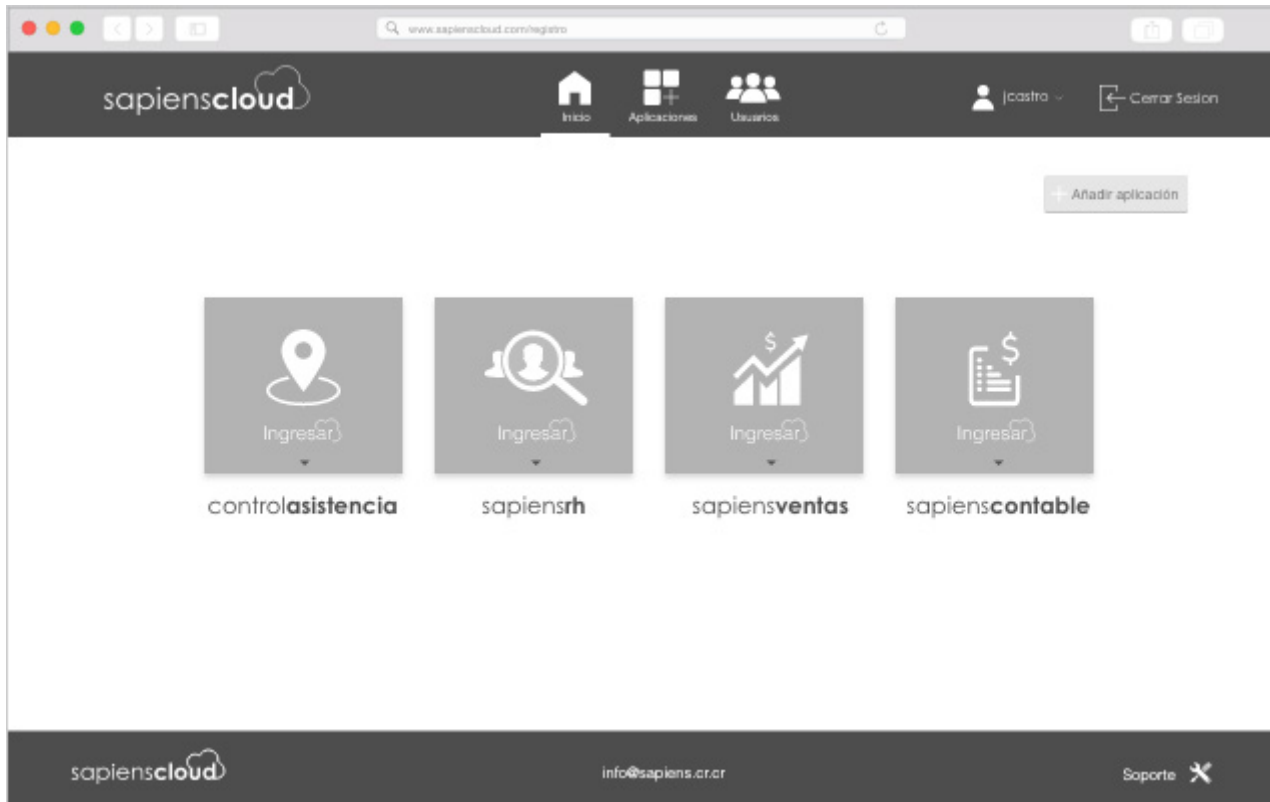 www.sapienscloud.com/registro
sapienscloud
Inicio
Aplicaciones
Usuarios
jcastro
Cerrar Sesion
Añadir aplicación
$
$
Ingresar
Ingresar
Ingresar
Ingresar
controlasistencia
sapiensrh
sapiensventas
sapienscontable
sapienscloud
info@sapiens.cr.cr
Soporte